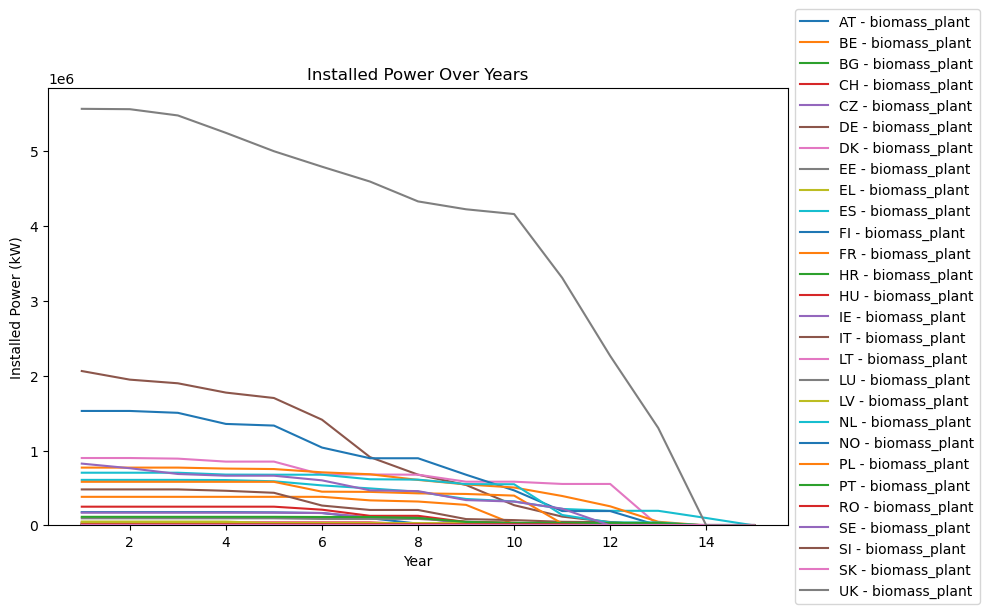 Installed Power Over Years
1e6
5
4
3
2
1
0
Installed Power (kW)
2
4
6
8
10
12
14
Year
AT - biomass_plant
BE - biomass_plant
BG - biomass_plant
CH - biomass_plant
CZ - biomass_plant
DE - biomass_plant
DK - biomass_plant
EE - biomass_plant
EL - biomass_plant
ES - biomass_plant
FI - biomass_plant
FR - biomass_plant
HR - biomass_plant
HU - biomass_plant
IE - biomass_plant
IT - biomass_plant
LT - biomass_plant
LU - biomass_plant
LV - biomass_plant
NL - biomass_plant
NO - biomass_plant
PL - biomass_plant
PT - biomass_plant
RO - biomass_plant
SE - biomass_plant
SI - biomass_plant
SK - biomass_plant
UK - biomass_plant